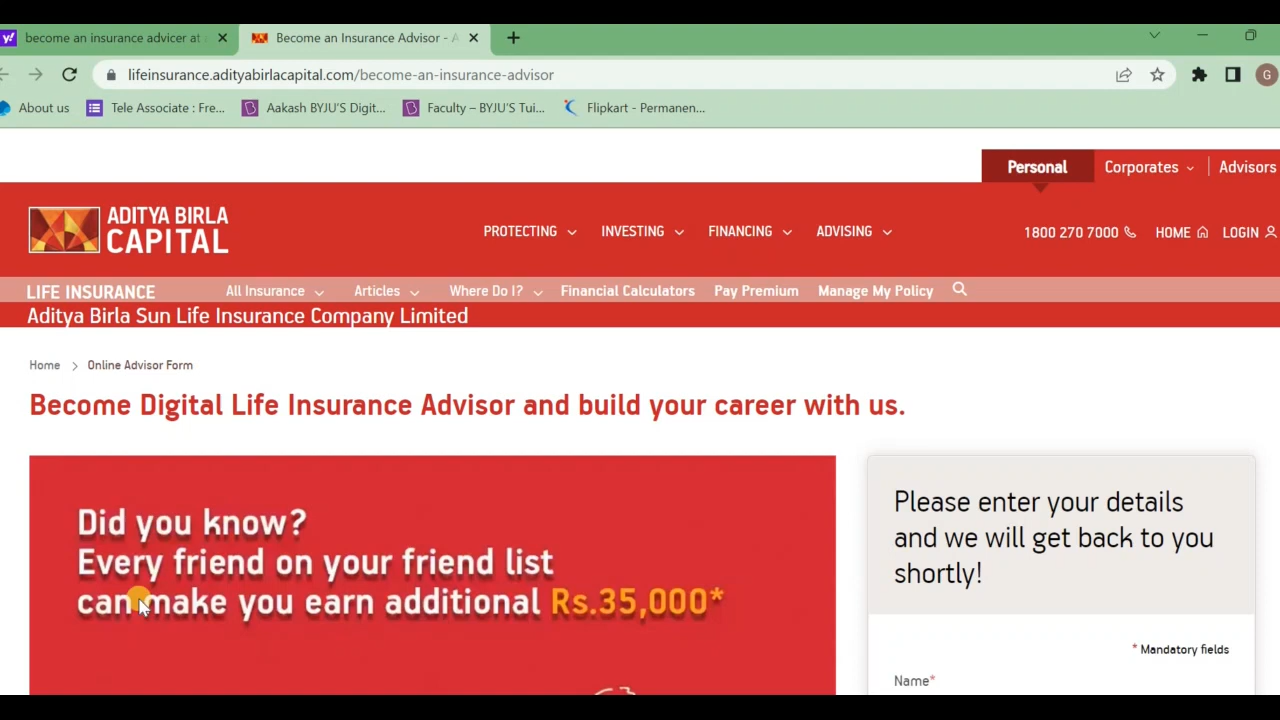 become an insurance advicer at
Become an Insurance Advisor - A
lifeinsurance.adityabirlacapital.com/become-an-insurance-advisor
G
About us
Tele Associate : Fre...
Aakash BYJU'S Digit...
Faculty – BYJU'S Tui...
Flipkart - Permanen...
Personal
Corporates
Advisors
ADITYA BIRLA
CAPITAL
PROTECTING
INVESTING
FINANCING
ADVISING
1800 270 7000
HOME
LOGIN
LIFE INSURANCE
All Insurance
Articles
Where Do I?
Financial Calculators
Pay Premium
Manage My Policy
Aditya Birla Sun Life Insurance Company Limited
Home > Online Advisor Form
Become Digital Life Insurance Advisor and build your career with us.
Did you know?
Every friend on your friend list
can make you earn additional Rs.35,000*
Please enter your details
and we will get back to you
shortly!
* Mandatory fields
Name*